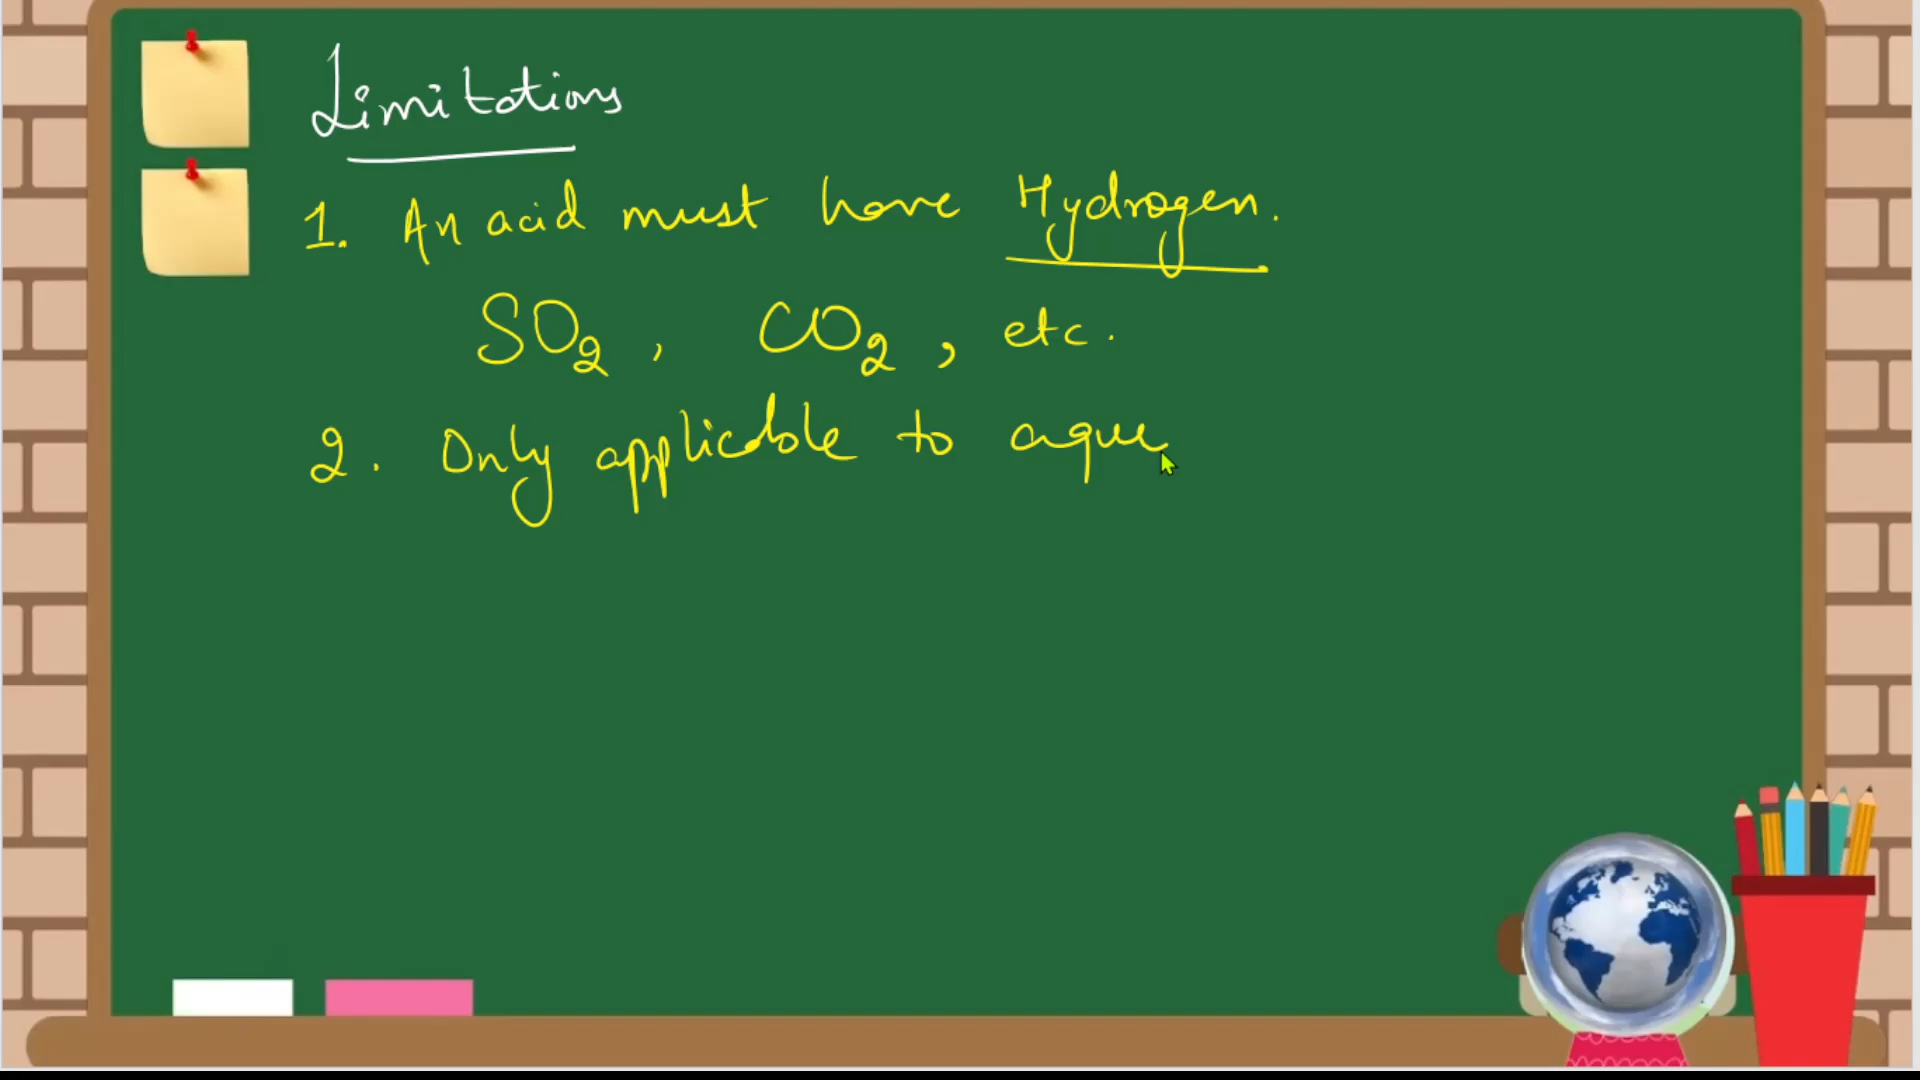 Limitations
1. An acid must have Hydrogen.
SO₂, CO₂, etc.
2. Only applicable to aque